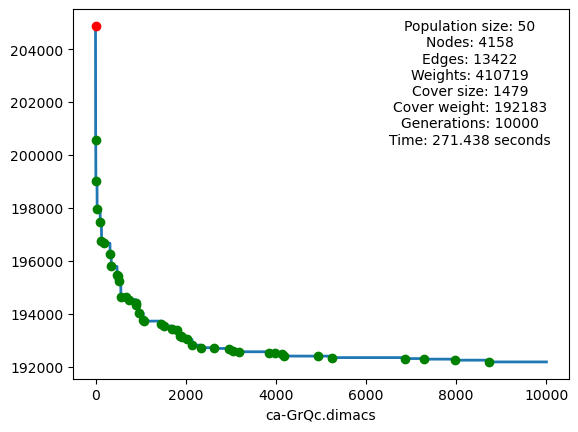 Population size: 50
Nodes: 4158
Edges: 13422
Weights: 410719
Cover size: 1479
Cover weight: 192183
Generations: 10000
Time: 271.438 seconds
204000
202000
200000
198000
196000
194000
192000
0 2000 4000 6000 8000 10000
ca-GrQc.dimacs